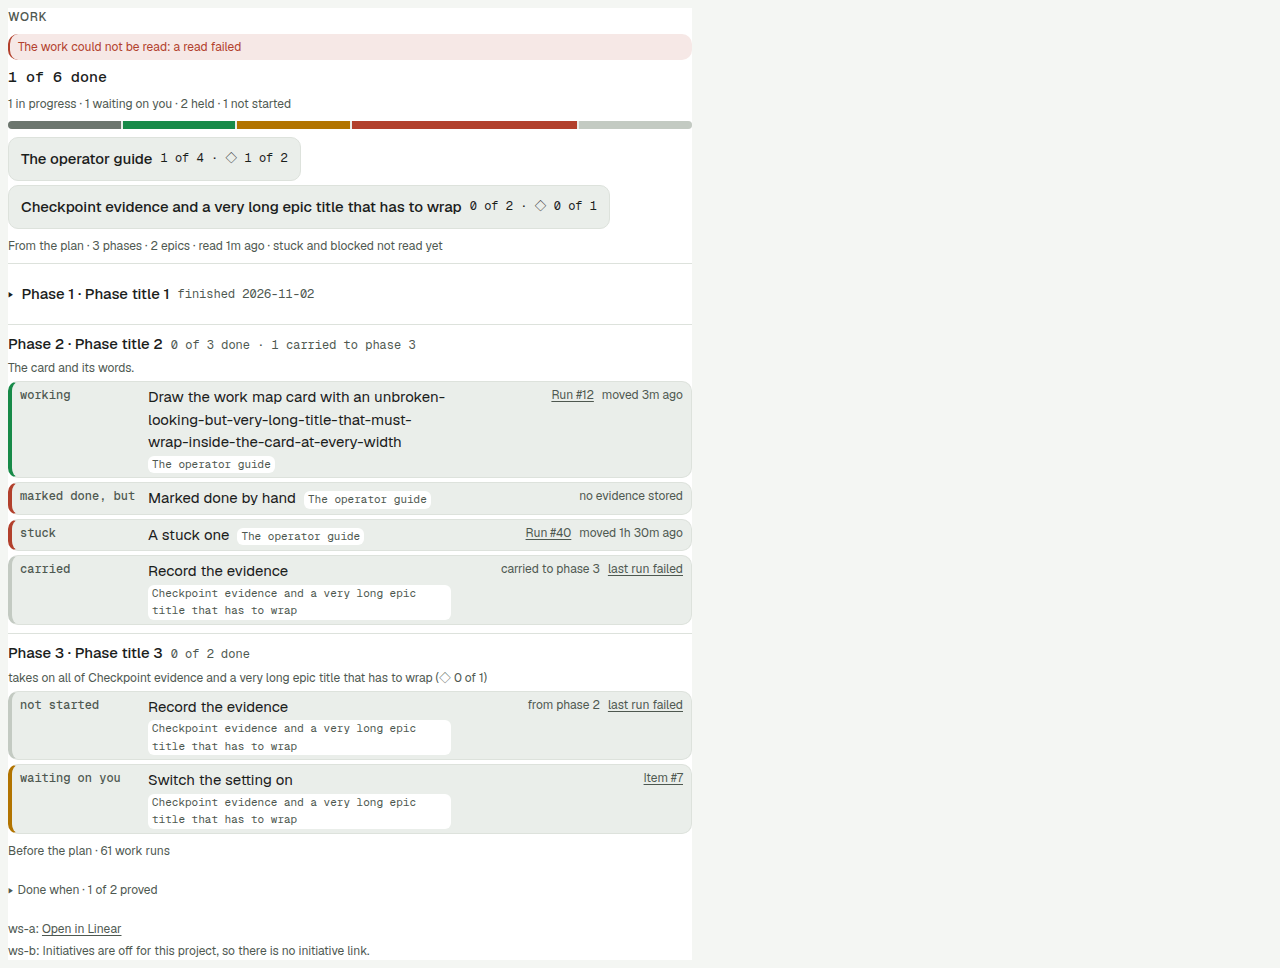 WORK
The work could not be read: a read failed
1 of 6 done
1 in progress · 1 waiting on you · 2 held · 1 not started
The operator guide 1 of 4 · ◇ 1 of 2
Checkpoint evidence and a very long epic title that has to wrap 0 of 2 · ◇ 0 of 1
From the plan · 3 phases · 2 epics · read 1m ago · stuck and blocked not read yet
▸ Phase 1 · Phase title 1 finished 2026-11-02
Phase 2 · Phase title 2 0 of 3 done · 1 carried to phase 3
The card and its words.
working Draw the work map card with an unbroken- Run #12 moved 3m ago
looking-but-very-long-title-that-must-
wrap-inside-the-card-at-every-width
The operator guide
marked done, but Marked done by hand The operator guide no evidence stored
stuck A stuck one The operator guide Run #40 moved 1h 30m ago
carried Record the evidence carried to phase 3 last run failed
Checkpoint evidence and a very long epic
title that has to wrap
Phase 3 · Phase title 3 0 of 2 done
takes on all of Checkpoint evidence and a very long epic title that has to wrap (◇ 0 of 1)
not started Record the evidence from phase 2 last run failed
Checkpoint evidence and a very long epic
title that has to wrap
waiting on you Switch the setting on Item #7
Checkpoint evidence and a very long epic
title that has to wrap
Before the plan · 61 work runs
▸ Done when · 1 of 2 proved
ws-a: Open in Linear
ws-b: Initiatives are off for this project, so there is no initiative link.